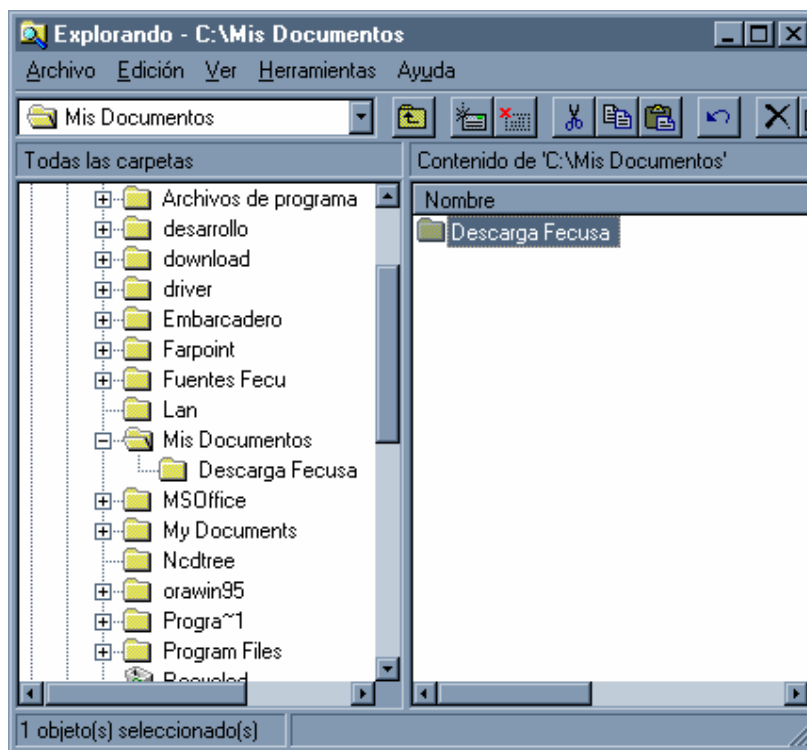 Explorando - C:\Mis Documentos
Archivo Edición Ver Herramientas Ayuda
Mis Documentos
Todas las carpetas
Contenido de 'C:\Mis Documentos'
Archivos de programa
desarrollo
download
driver
Embarcadero
Farpoint
Fuentes Fecu
Lan
Mis Documentos
Descarga Fecusa
MSOffice
My Documents
Ncdtree
orawin95
Progra~1
Program Files
Recycled
Nombre
Descarga Fecusa
1 objeto(s) seleccionado(s)